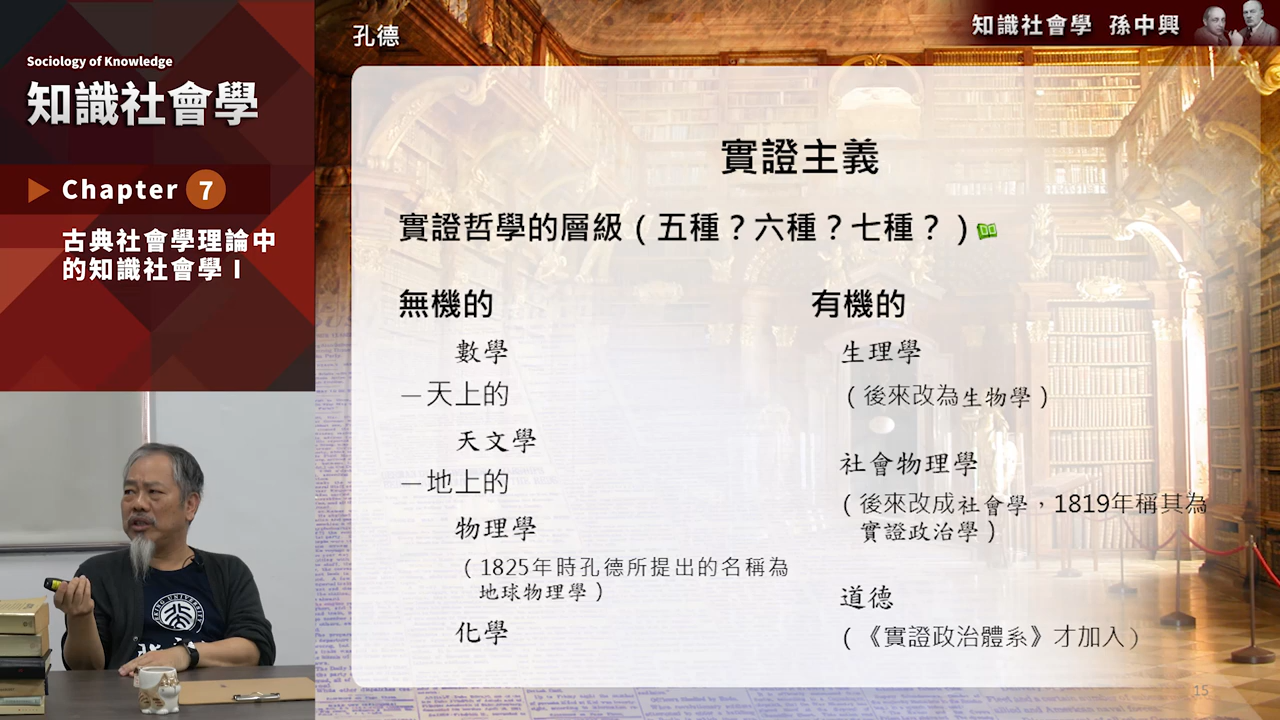 Sociology of Knowledge
知識社會學
Chapter 7
古典社會學理論中
的知識社會學 I
孔德
知識社會學 孫中興
實證主義
實證哲學的層級（五種？六種？七種？）
無機的
數學
—天上的
天文學
—地上的
物理學
（1825年時孔德所提出的名稱為
地球物理學）
化學
有機的
生理學
（後來改為生物學）
社會物理學
（後來改成社會學，1819年稱其為
實證政治學）
道德
（《實證政治體系》才加入）
15